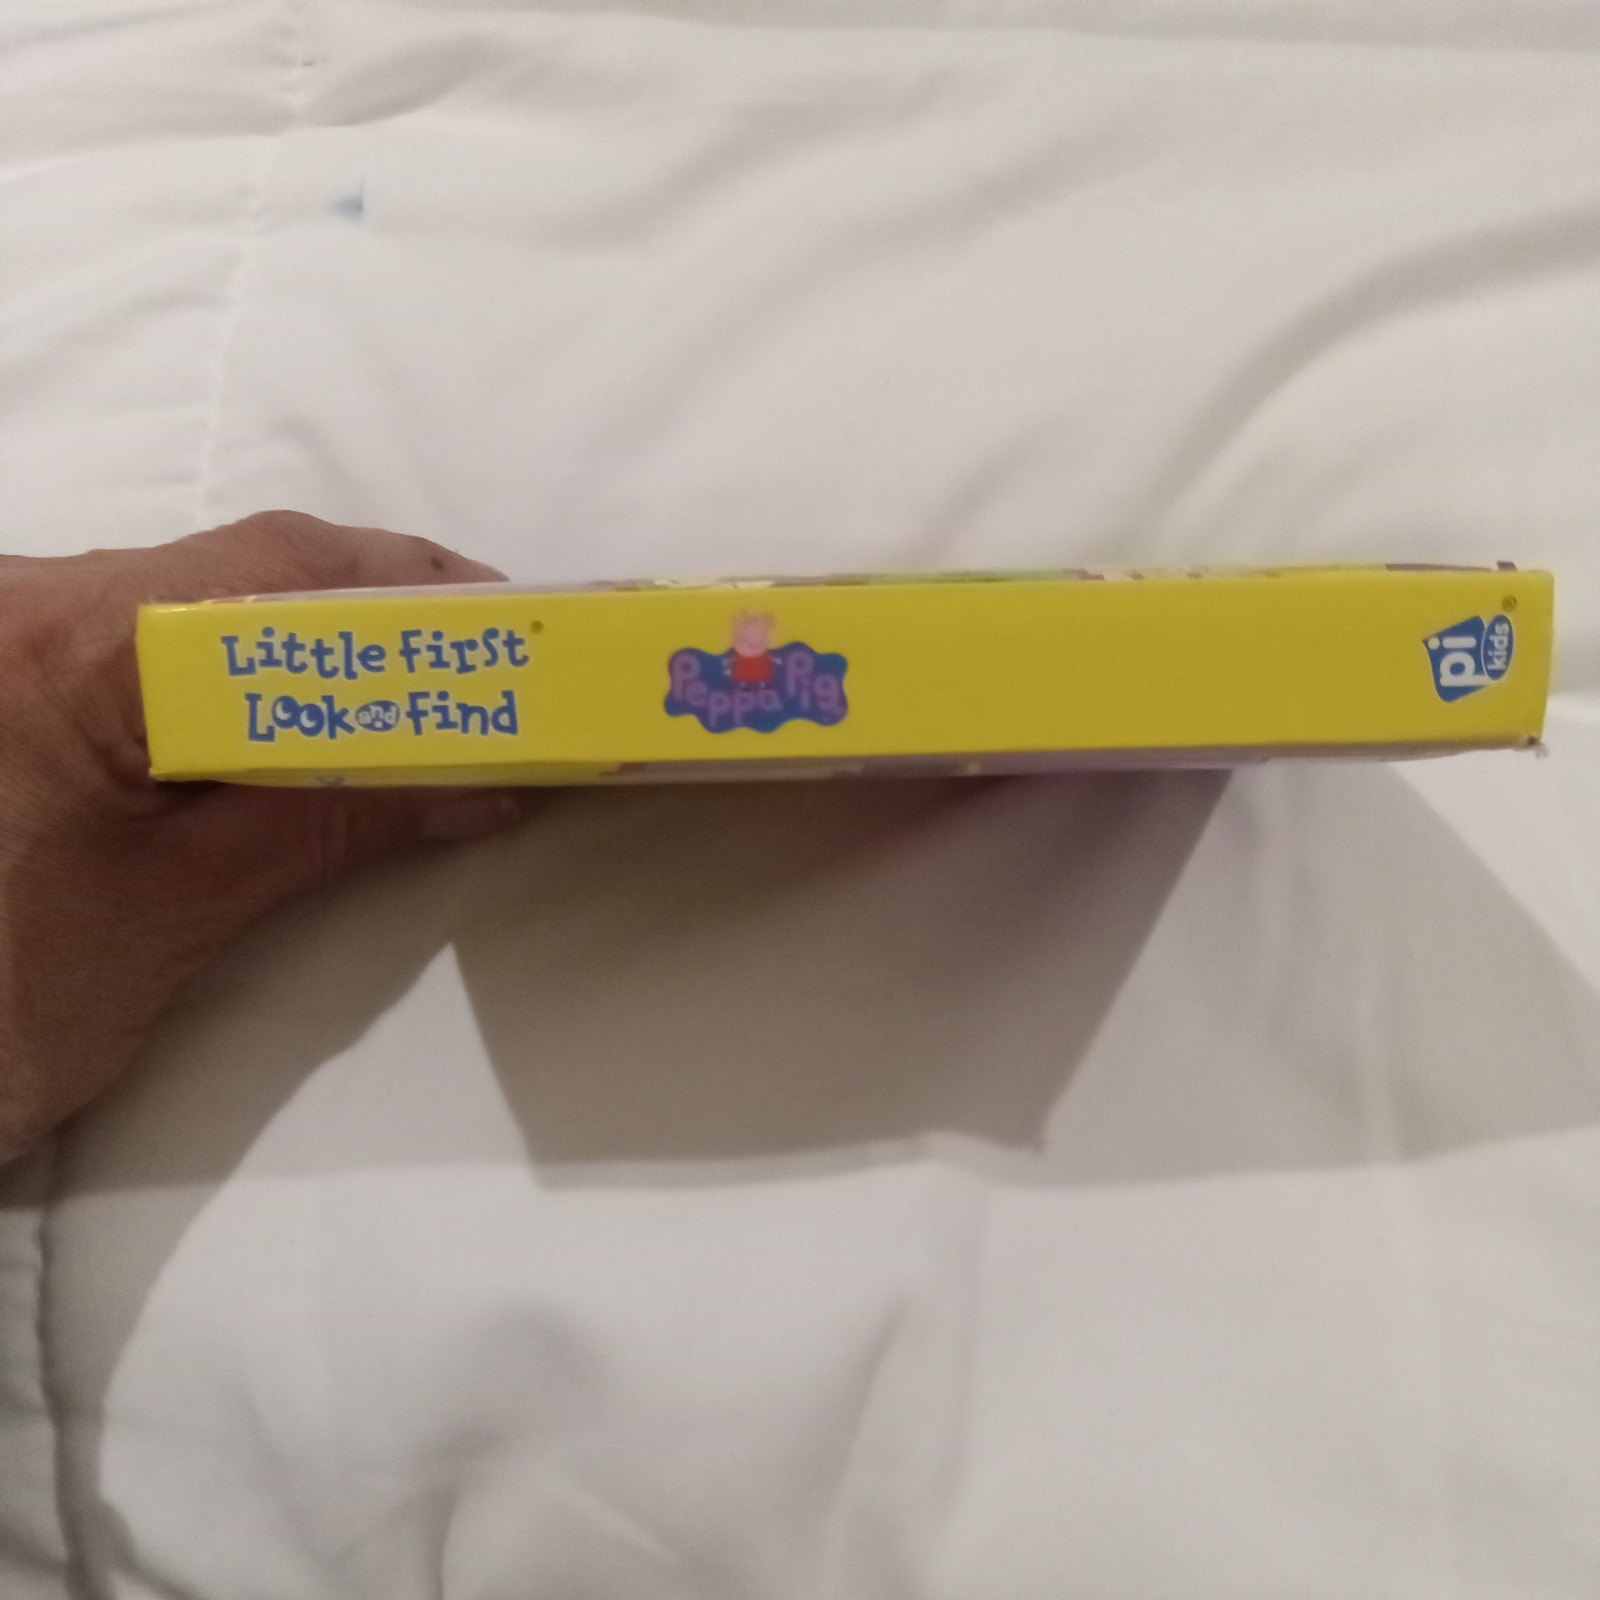 Little First®
Look and Find
Peppa Pig
pi kids®